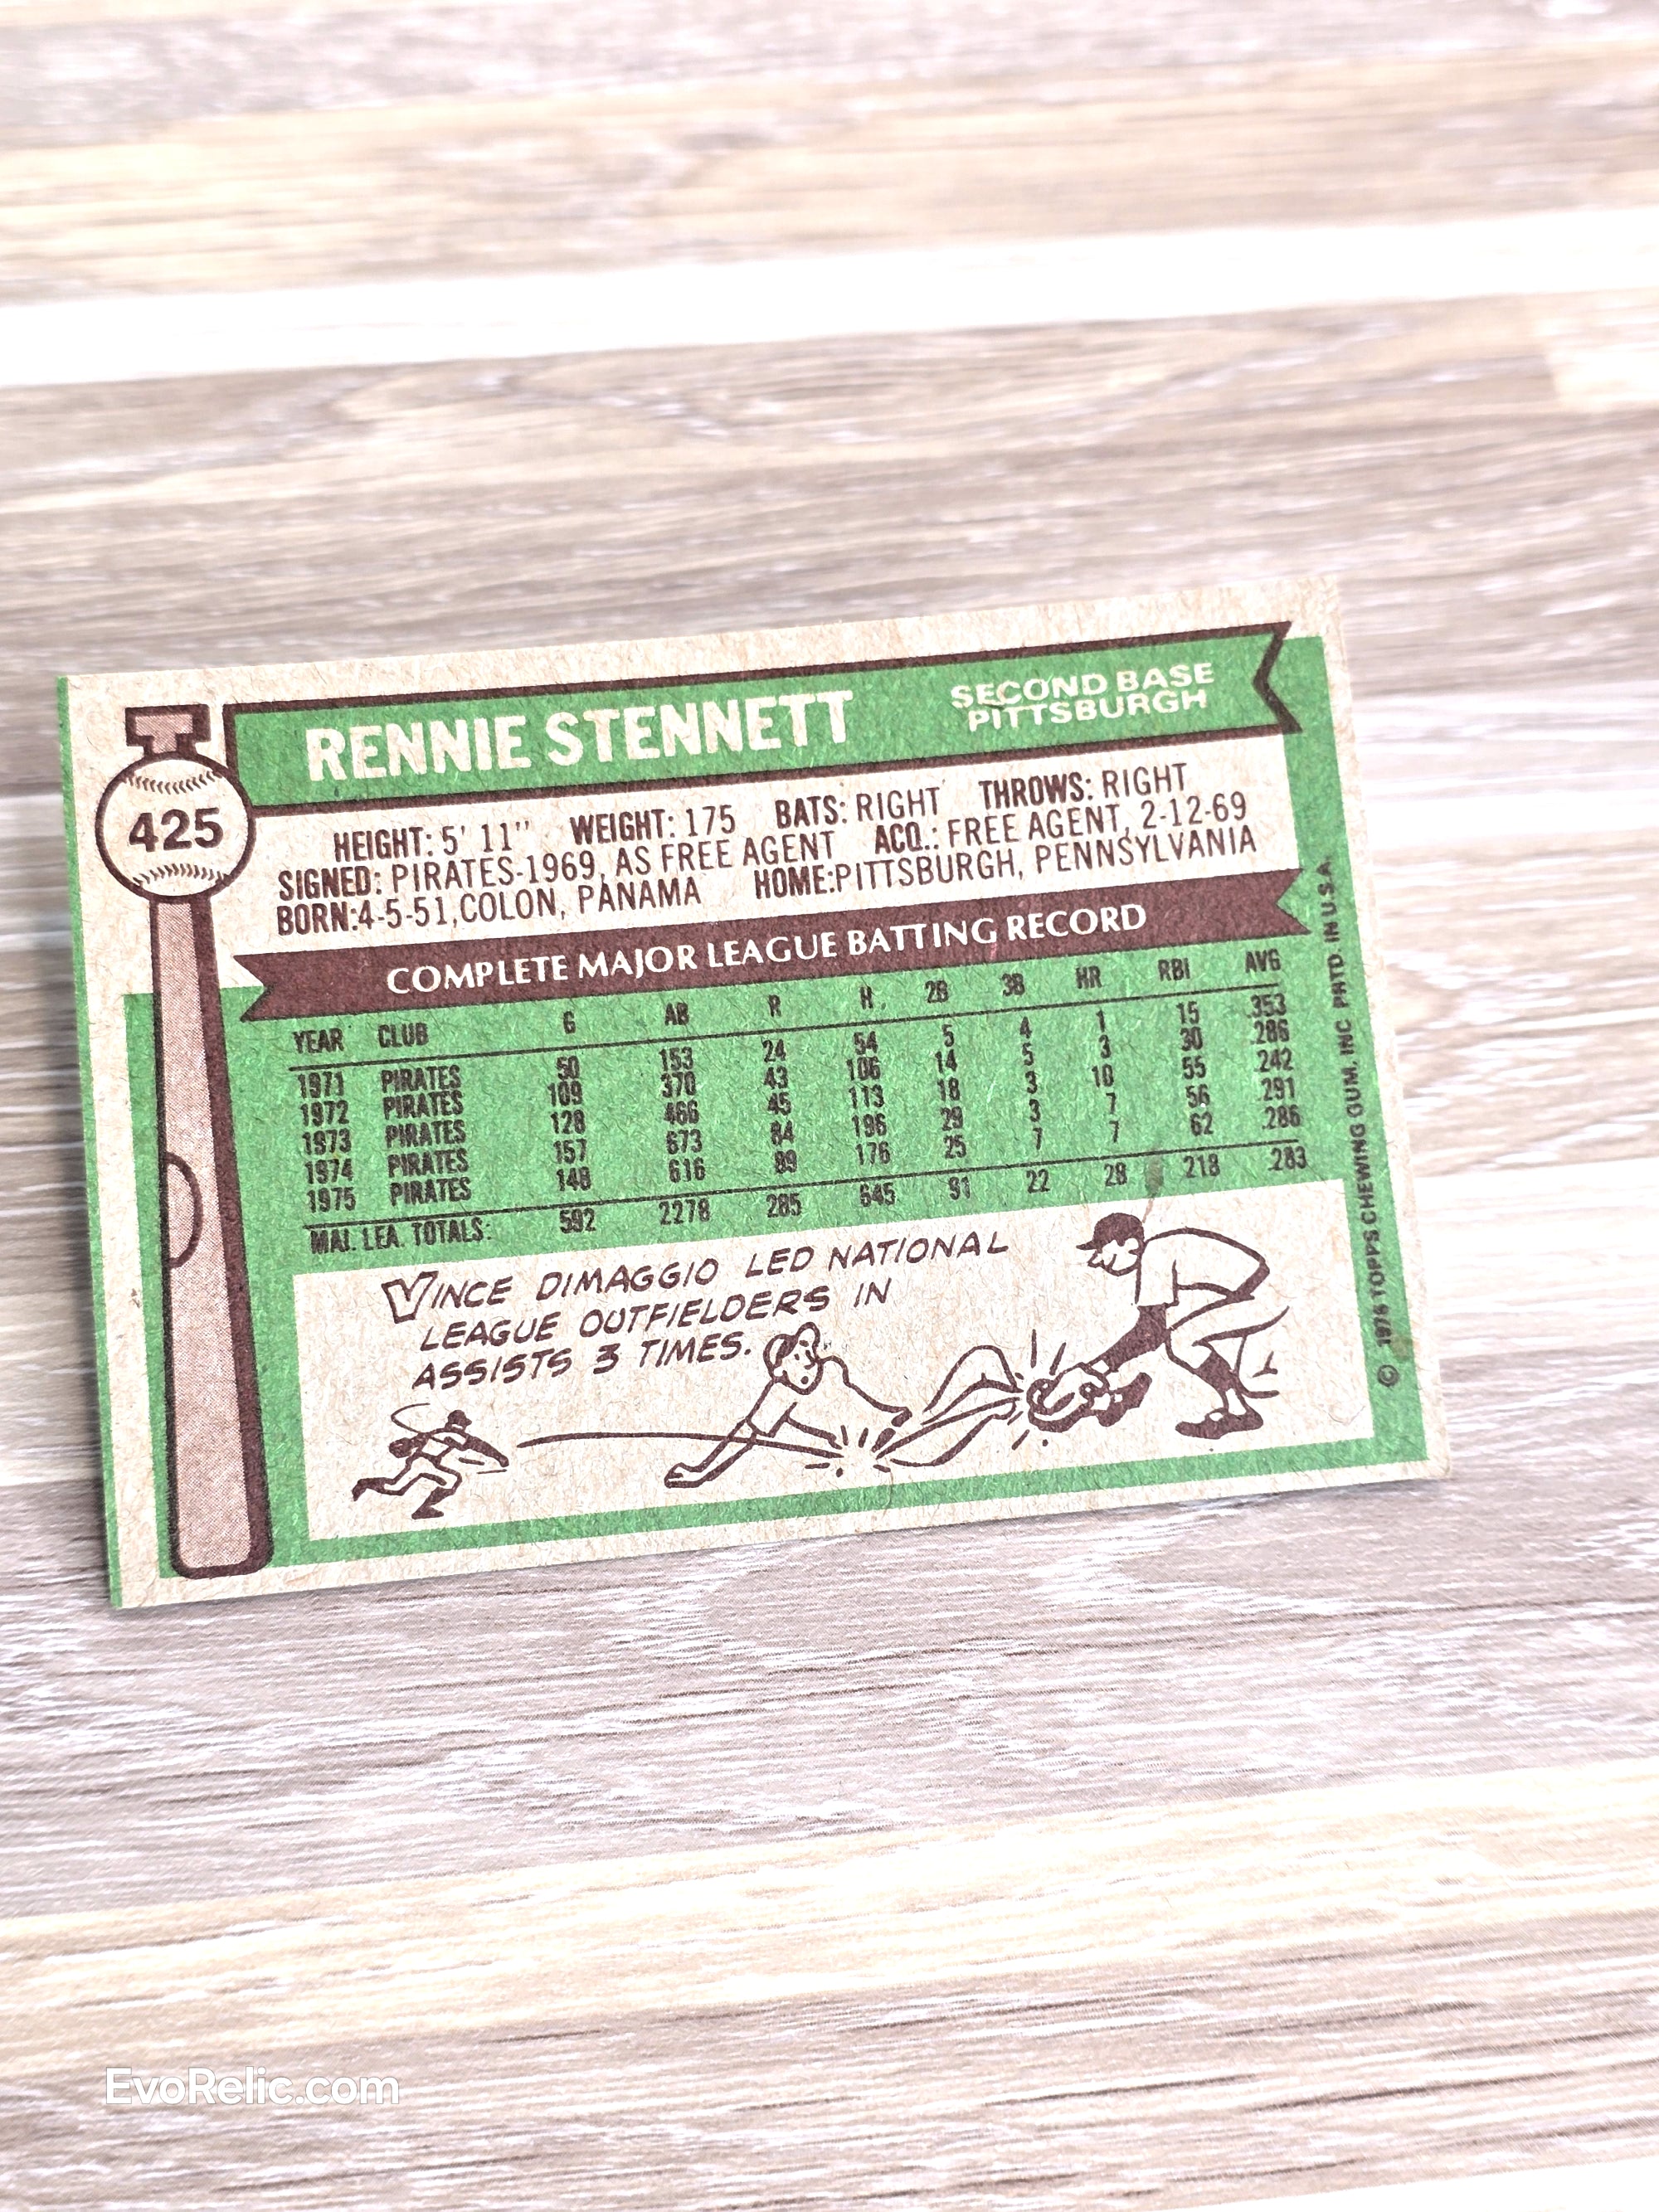 RENNIE STENNETT
SECOND BASE
PITTSBURGH
425
HEIGHT: 5' 11" WEIGHT: 175 BATS: RIGHT THROWS: RIGHT
SIGNED: PIRATES-1969, AS FREE AGENT ACQ.: FREE AGENT, 2-12-69
BORN:4-5-51,COLON, PANAMA HOME:PITTSBURGH, PENNSYLVANIA
COMPLETE MAJOR LEAGUE BATTING RECORD
YEAR CLUB G AB R H 2B 3B HR RBI AVG
1971 PIRATES 50 153 24 54 5 4 1 15 .353
1972 PIRATES 109 370 43 106 14 5 3 30 .286
1973 PIRATES 128 466 45 113 18 3 10 55 .242
1974 PIRATES 157 673 84 196 29 3 7 56 .291
1975 PIRATES 148 616 89 176 25 7 7 62 .286
MAJ. LEA. TOTALS: 592 2278 285 645 91 22 28 218 .283
VINCE DIMAGGIO LED NATIONAL
LEAGUE OUTFIELDERS IN
ASSISTS 3 TIMES.
© 1976 TOPPS CHEWING GUM, INC PRTD IN U.S.A.
EvoRelic.com